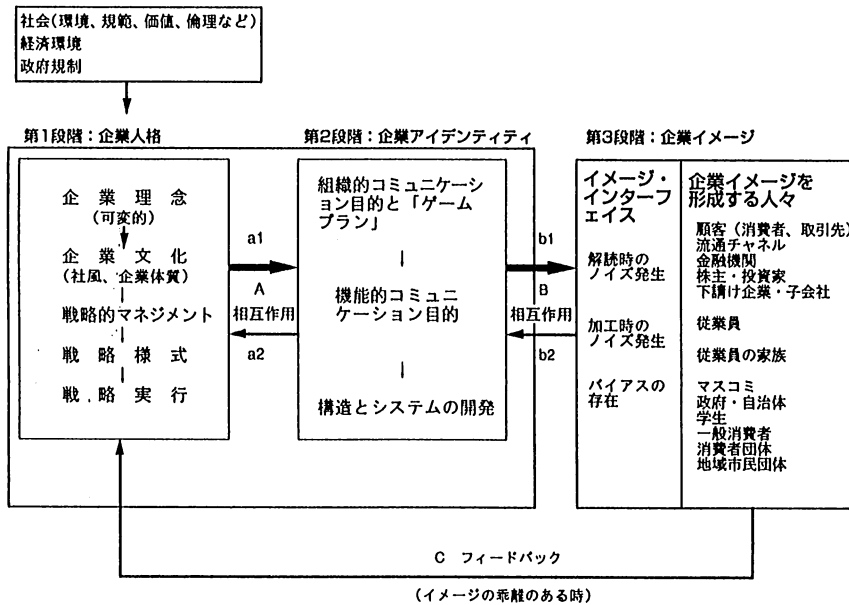 社会(環境、規範、価値、倫理など)
経済環境
政府規制
第1段階:企業人格
企業理念
(可変的)
企業文化
(社風、企業体質)
戦略的マネジメント
戦略様式
戦略実行
a1
A
相互作用
a2
第2段階:企業アイデンティティ
組織的コミュニケーシ
ョン目的と「ゲーム
プラン」
機能的コミュニ
ケーション目的
構造とシステムの開発
b1
B
相互作用
b2
第3段階:企業イメージ
イメージ・
インターフ
ェイス
解読時の
ノイズ発生
加工時の
ノイズ発生
バイアスの
存在
企業イメージを
形成する人々
顧客(消費者、取引先)
流通チャネル
金融機関
株主・投資家
下請け企業・子会社
従業員
従業員の家族
マスコミ
政府・自治体
学生
一般消費者
消費者団体
地域市民団体
C フィードバック
(イメージの乖離のある時)